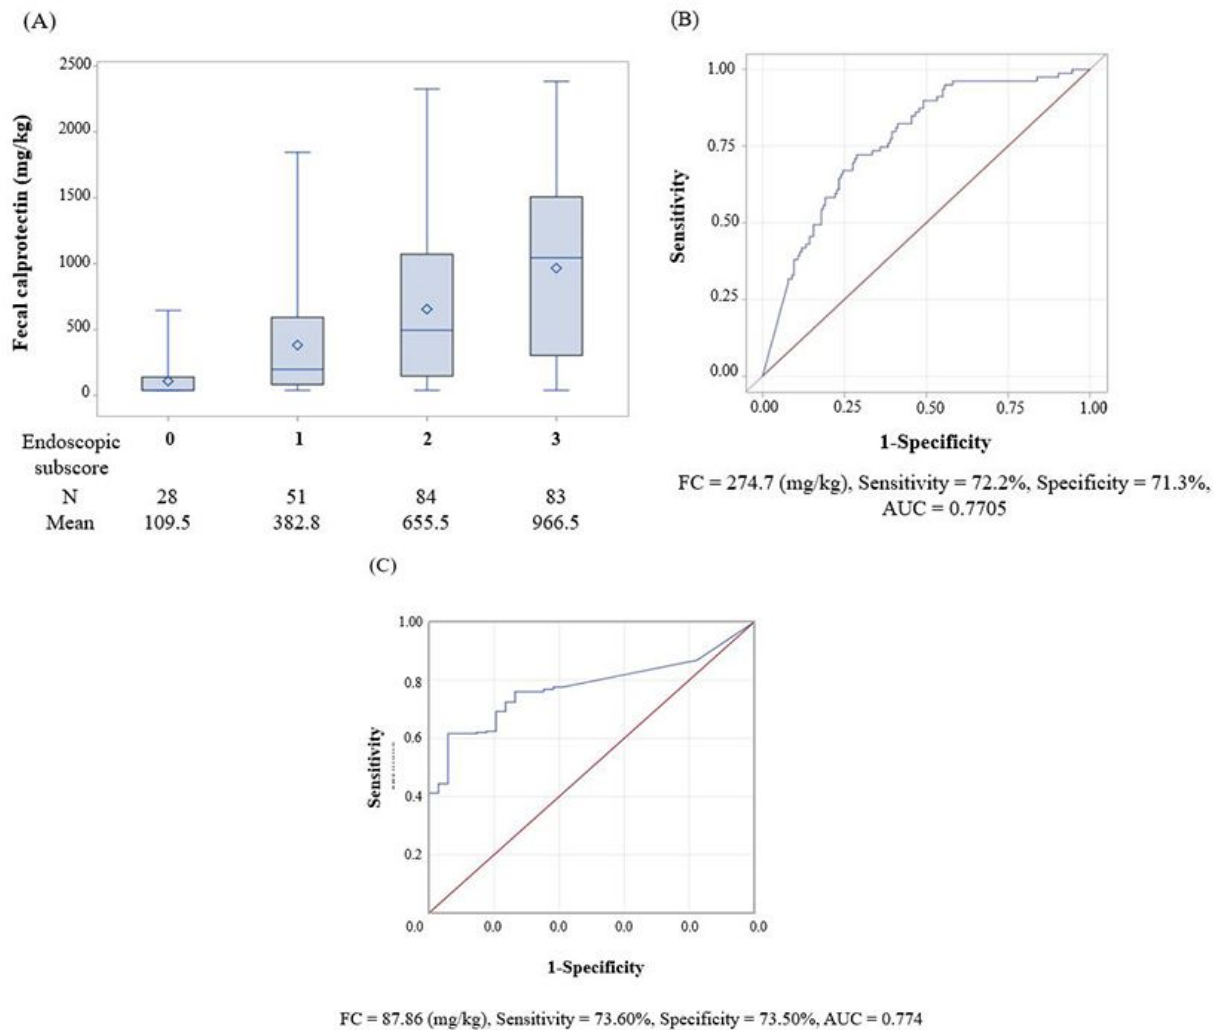 (A)
Fecal calprotectin (mg/kg)
2500
2000
1500
1000
500
0
0 1 2 3
Endoscopic
subscore
N 28 51 84 83
Mean 109.5 382.8 655.5 966.5
(B)
Sensitivity
1.00
0.75
0.50
0.25
0.00
0.00 0.25 0.50 0.75 1.00
1-Specificity
FC = 274.7 (mg/kg), Sensitivity = 72.2%, Specificity = 71.3%,
AUC = 0.7705
(C)
Sensitivity
1.00
0.8
0.6
0.4
0.2
0.0 0.0 0.0 0.0 0.0 0.0
1-Specificity
FC = 87.86 (mg/kg), Sensitivity = 73.60%, Specificity = 73.50%, AUC = 0.774